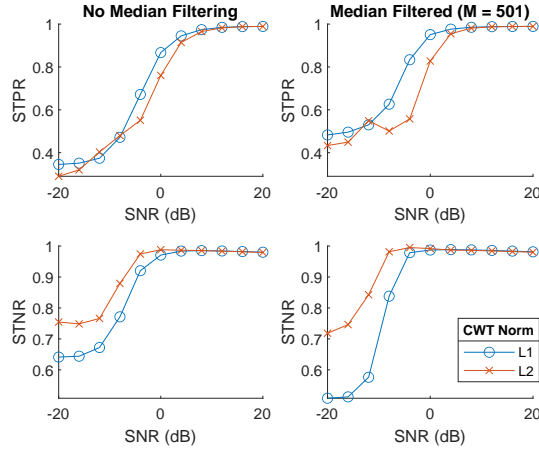 No Median Filtering
Median Filtered (M = 501)
1
0.8
0.6
0.4
STPR
-20
0
20
SNR (dB)
1
0.8
0.6
0.4
STPR
-20
0
20
SNR (dB)
1
0.9
0.8
0.7
0.6
STNR
-20
0
20
SNR (dB)
1
0.9
0.8
0.7
0.6
STNR
-20
0
20
SNR (dB)
CWT Norm
L1
L2